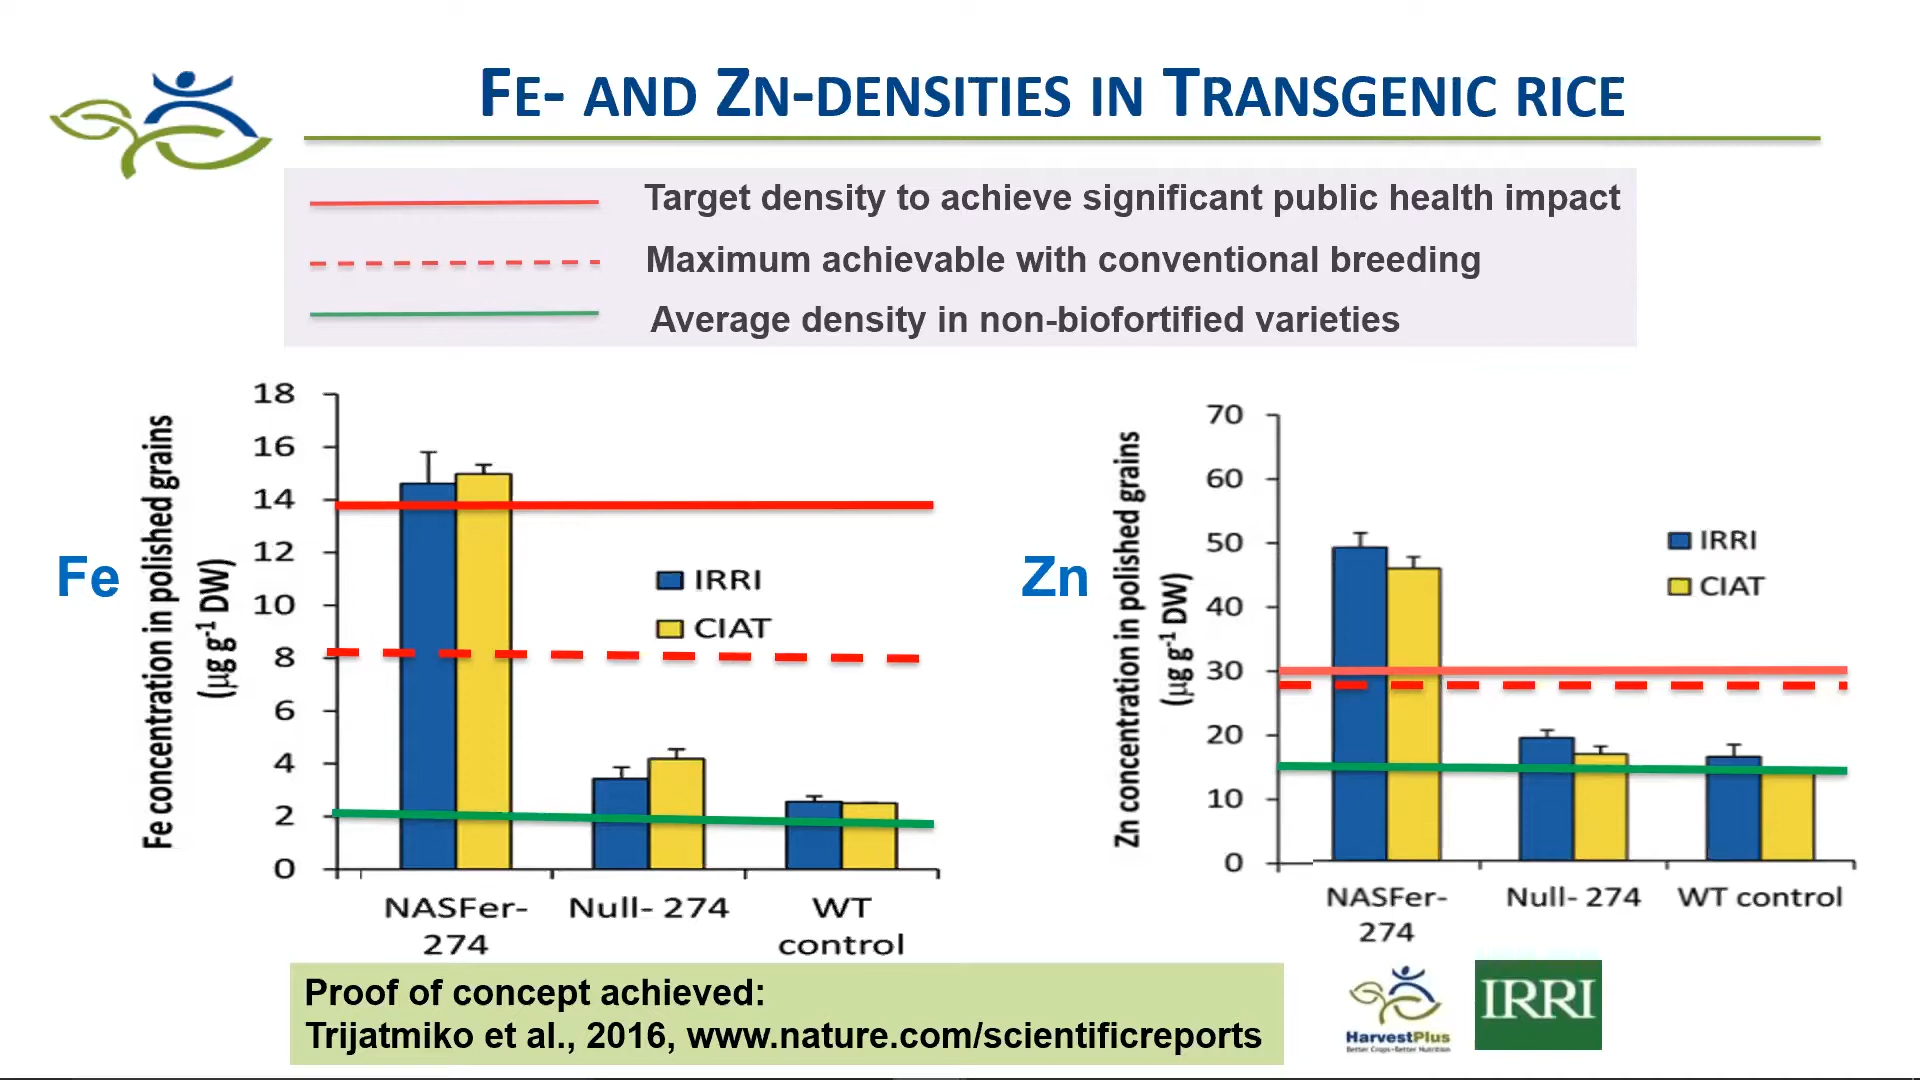 FE- AND ZN-DENSITIES IN TRANSGENIC RICE
Target density to achieve significant public health impact
Maximum achievable with conventional breeding
Average density in non-biofortified varieties
Fe
Fe concentration in polished grains
(µg g-1 DW)
18
16
14
12
10
8
6
4
2
0
IRRI
CIAT
NASFer-
274
Null- 274
WT
control
Zn
Zn concentration in polished grains
(µg g-1 DW)
70
60
50
40
30
20
10
0
IRRI
CIAT
NASFer-
274
Null- 274
WT control
Proof of concept achieved:
Trijatmiko et al., 2016, www.nature.com/scientificreports
HarvestPlus
Better Crops•Better Nutrition
IRRI